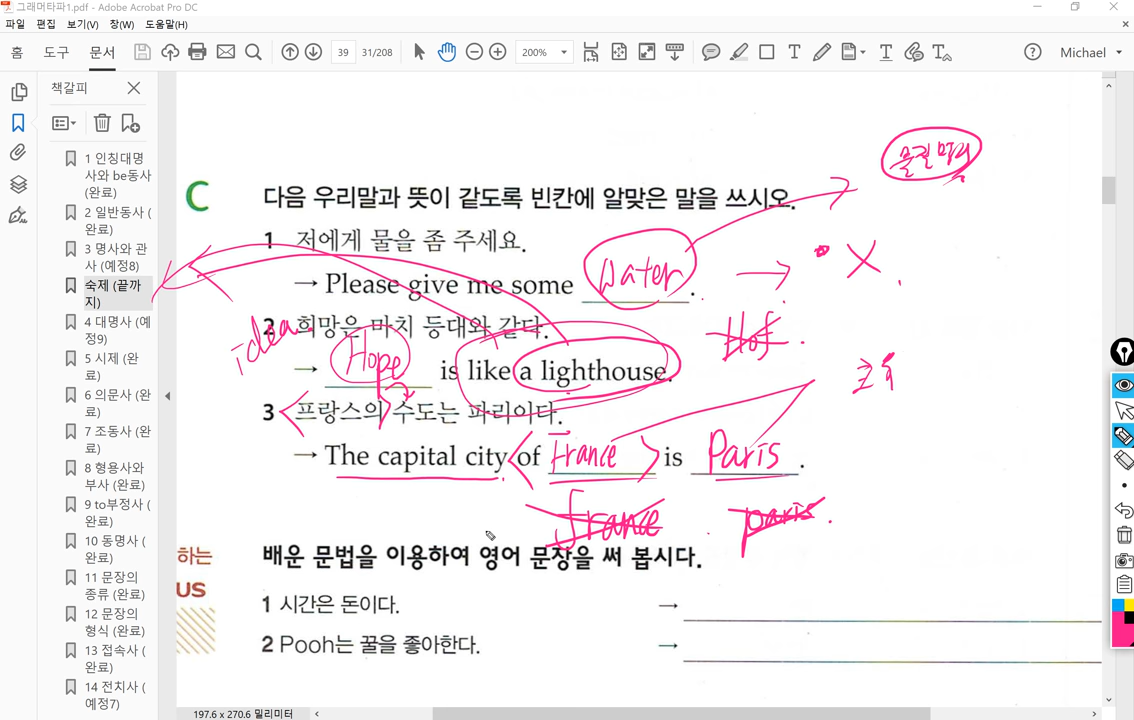 그래머타파1.pdf - Adobe Acrobat Pro DC
파일 편집 보기(V) 창(W) 도움말(H)
홈 도구 문서 39 31/208 200% Michael
책갈피
1 인칭대명
사와 be동사
(완료)
2 일반동사 (
완료)
3 명사와 관
사 (예정8)
숙제 (끝까
지)
4 대명사 (예
정9)
5 시제 (완
료)
6 의문사 (완
료)
7 조동사 (완
료)
8 형용사와
부사 (완료)
9 to부정사 (
완료)
10 동명사 (
완료)
11 문장의
종류 (완료)
12 문장의
형식 (완료)
13 접속사 (
완료)
14 전치사 (
예정7)
물질명사
C 다음 우리말과 뜻이 같도록 빈칸에 알맞은 말을 쓰시오.
1 저에게 물을 좀 주세요.
→ Please give me some water. → X
2 희망은 마치 등대와 같다.
idea
Hof
→ Hope is like a lighthouse.
3 프랑스의 수도는 파리이다.
→ The capital city of France is Paris.
france paris
하는 배운 문법을 이용하여 영어 문장을 써 봅시다.
US
1 시간은 돈이다. →
2 Pooh는 꿀을 좋아한다. →
197.6 x 270.6 밀리미터